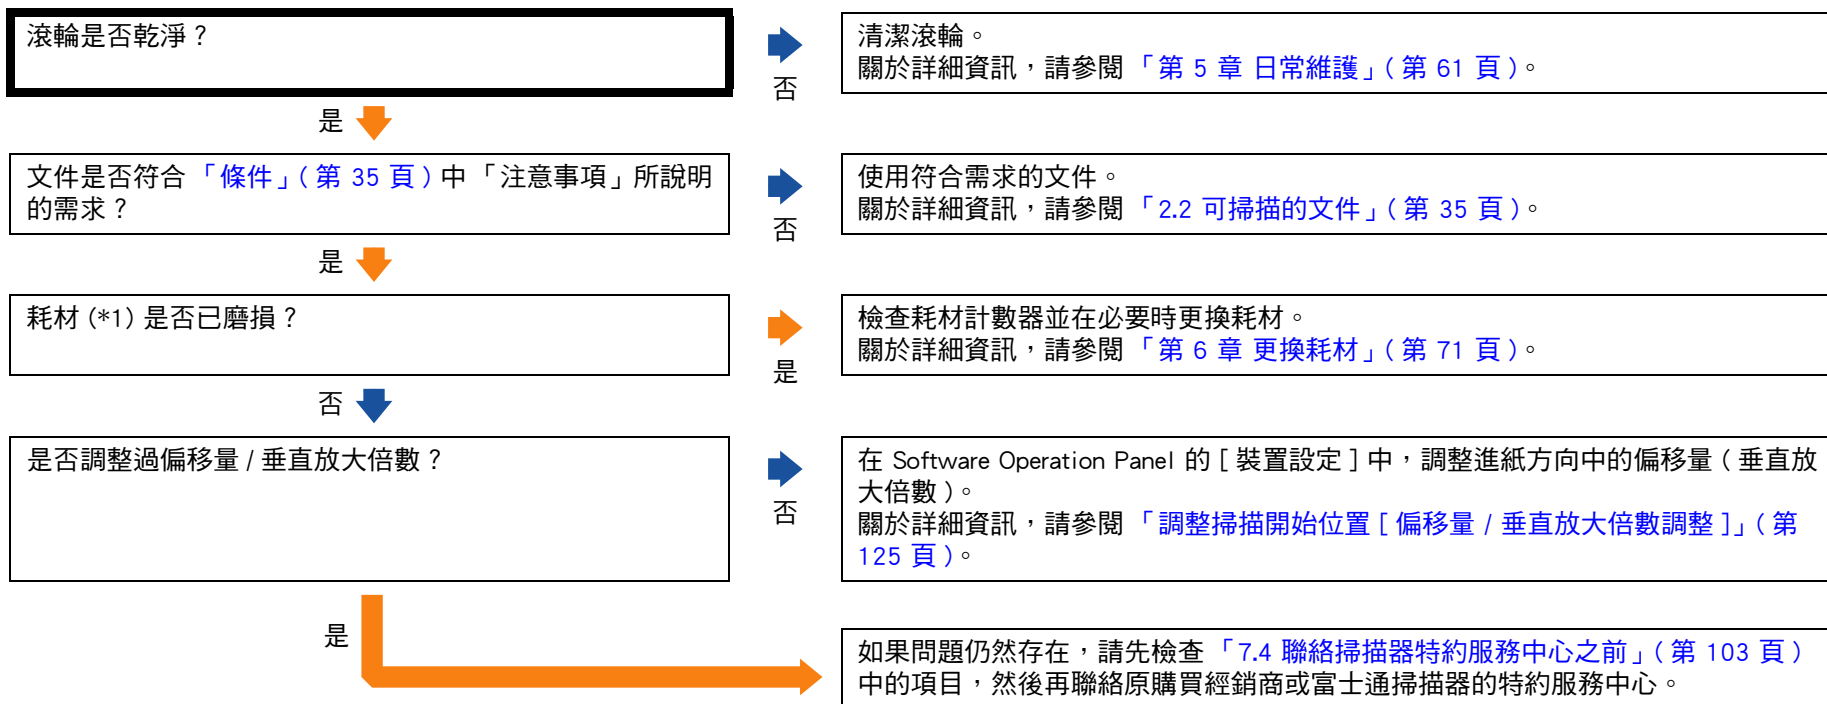 滾輪是否乾淨？
否
清潔滾輪。
關於詳細資訊，請參閱「第 5 章 日常維護」( 第 61 頁 )。
是
文件是否符合「條件」( 第 35 頁 ) 中「注意事項」所說明
的需求？
否
使用符合需求的文件。
關於詳細資訊，請參閱「2.2 可掃描的文件」( 第 35 頁 )。
是
耗材 (*1) 是否已磨損？
是
檢查耗材計數器並在必要時更換耗材。
關於詳細資訊，請參閱「第 6 章 更換耗材」( 第 71 頁 )。
否
是否調整過偏移量 / 垂直放大倍數？
否
在 Software Operation Panel 的 [ 裝置設定 ] 中，調整進紙方向中的偏移量 ( 垂直放
大倍數 )。
關於詳細資訊，請參閱「調整掃描開始位置 [ 偏移量 / 垂直放大倍數調整 ]」( 第
125 頁 )。
是
如果問題仍然存在，請先檢查「7.4 聯絡掃描器特約服務中心之前」( 第 103 頁 )
中的項目，然後再聯絡原購買經銷商或富士通掃描器的特約服務中心。